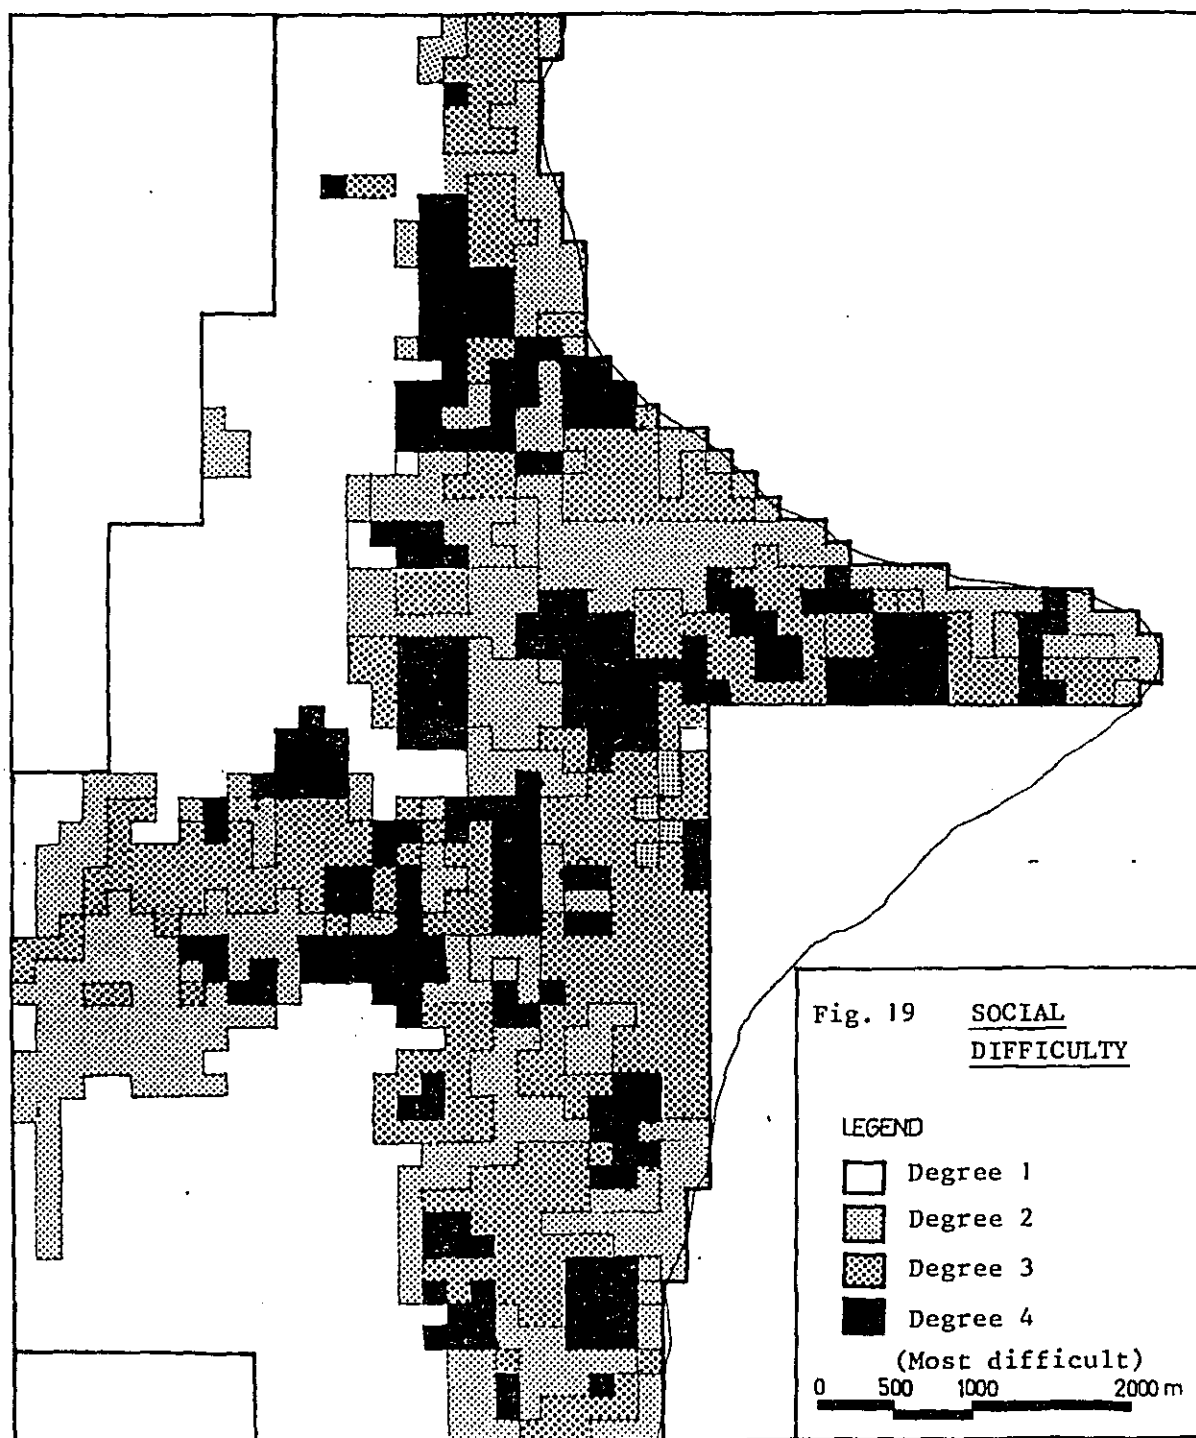 Fig. 19 SOCIAL
DIFFICULTY
LEGEND
Degree 1
Degree 2
Degree 3
Degree 4
(Most difficult)
0 500 1000 2000 m